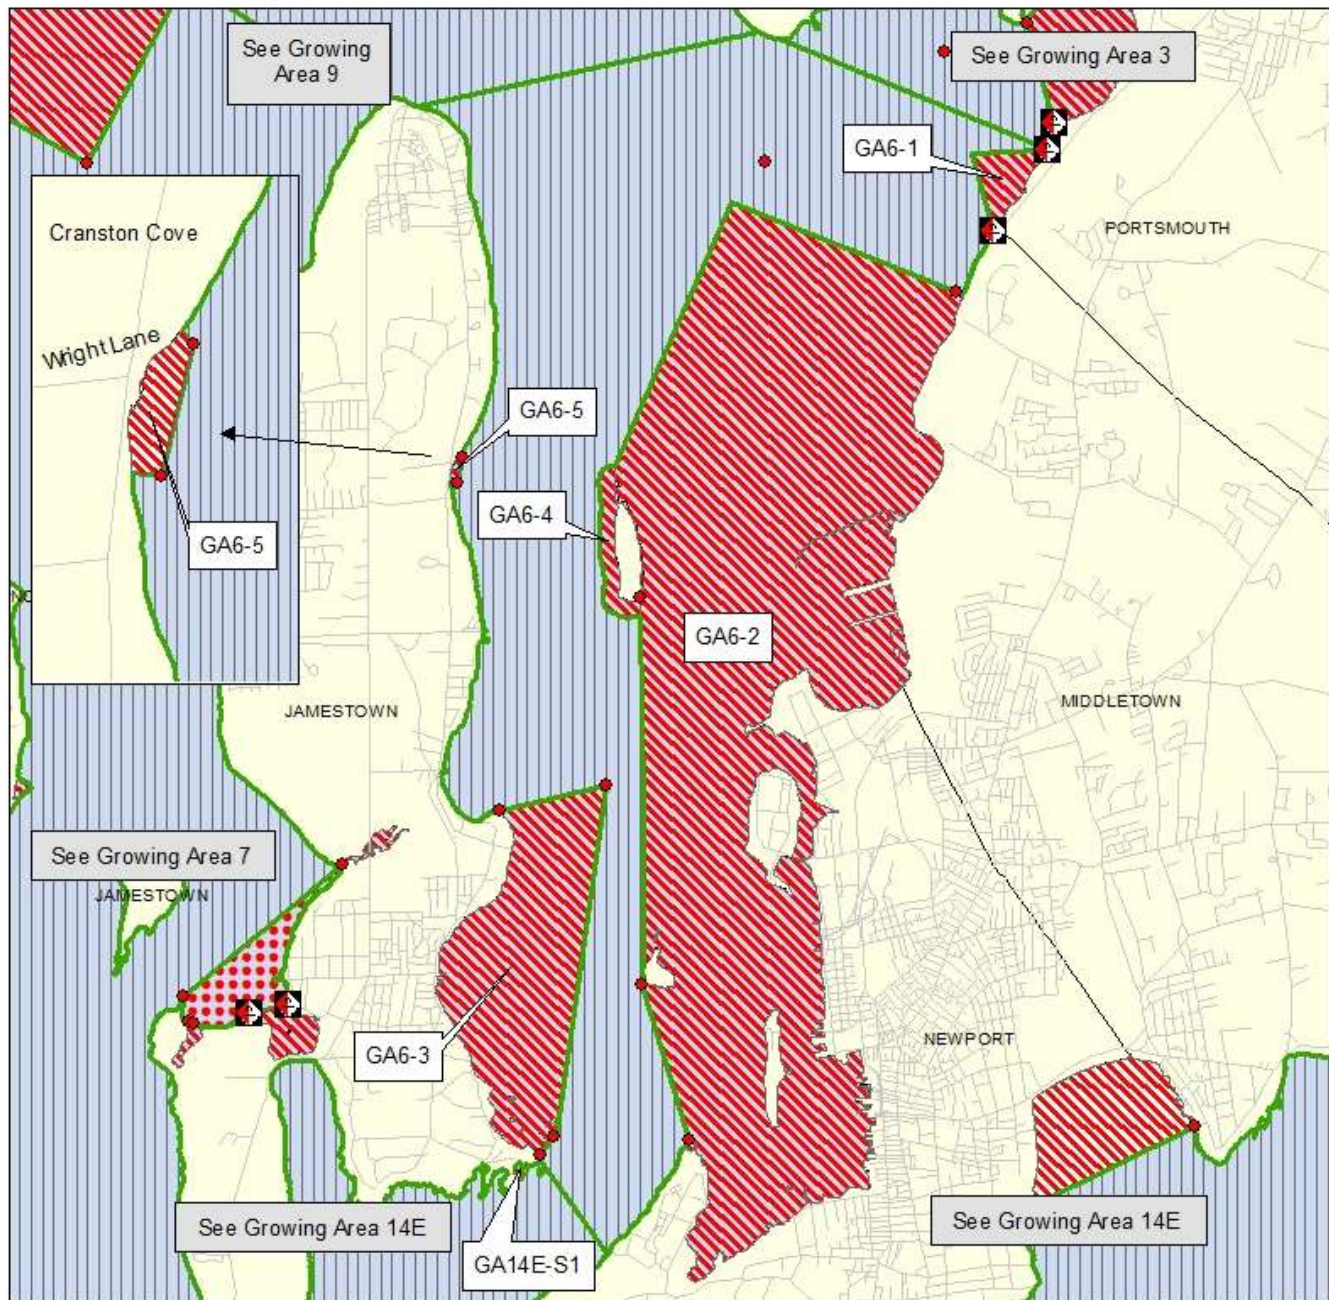 See Growing
Area 9
See Growing Area 3
GA6-1
PORTSMOUTH
Cranston Cove
Wright Lane
GA6-5
GA6-5
GA6-4
GA6-2
JAMESTOWN
MIDDLETOWN
See Growing Area 7
JAMESTOWN
GA6-3
NEWPORT
See Growing Area 14E
See Growing Area 14E
GA14E-S1